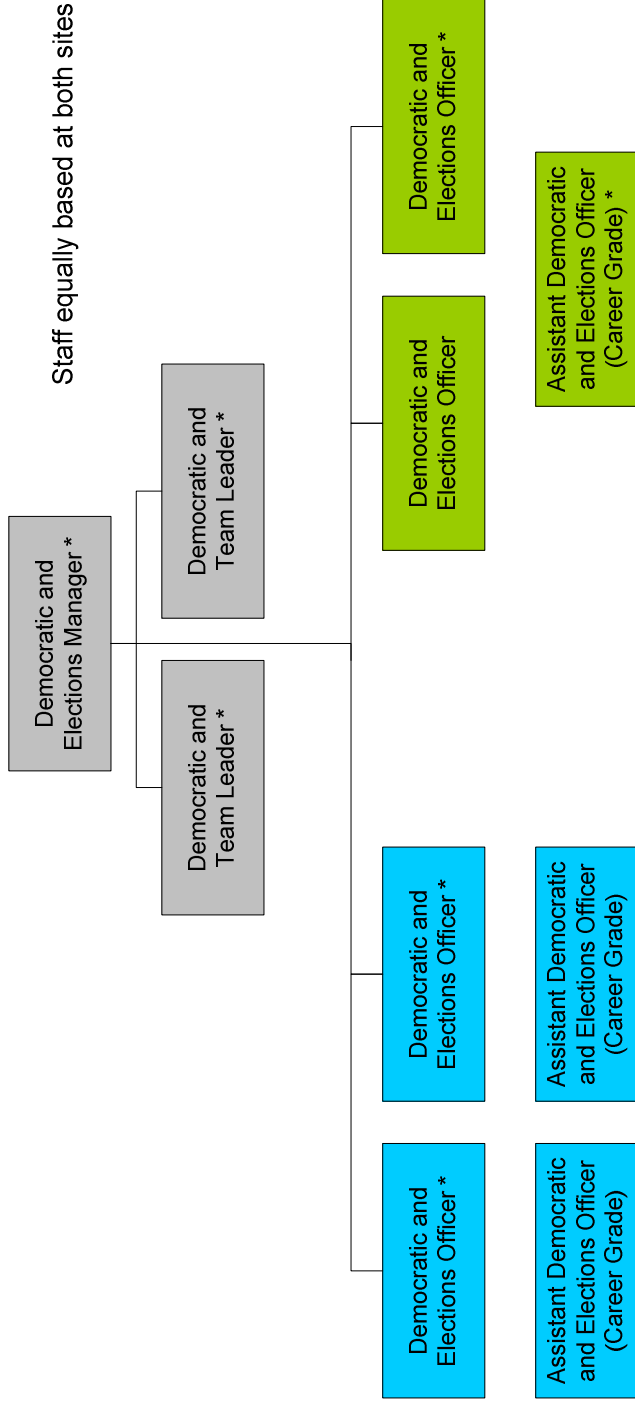 Democratic and
Elections Manager *
Staff equally based at both sites
Democratic and
Team Leader *
Democratic and
Team Leader *
Democratic and
Elections Officer *
Democratic and
Elections Officer *
Democratic and
Elections Officer
Democratic and
Elections Officer *
Assistant Democratic
and Elections Officer
(Career Grade)
Assistant Democratic
and Elections Officer
(Career Grade)
Assistant Democratic
and Elections Officer
(Career Grade) *